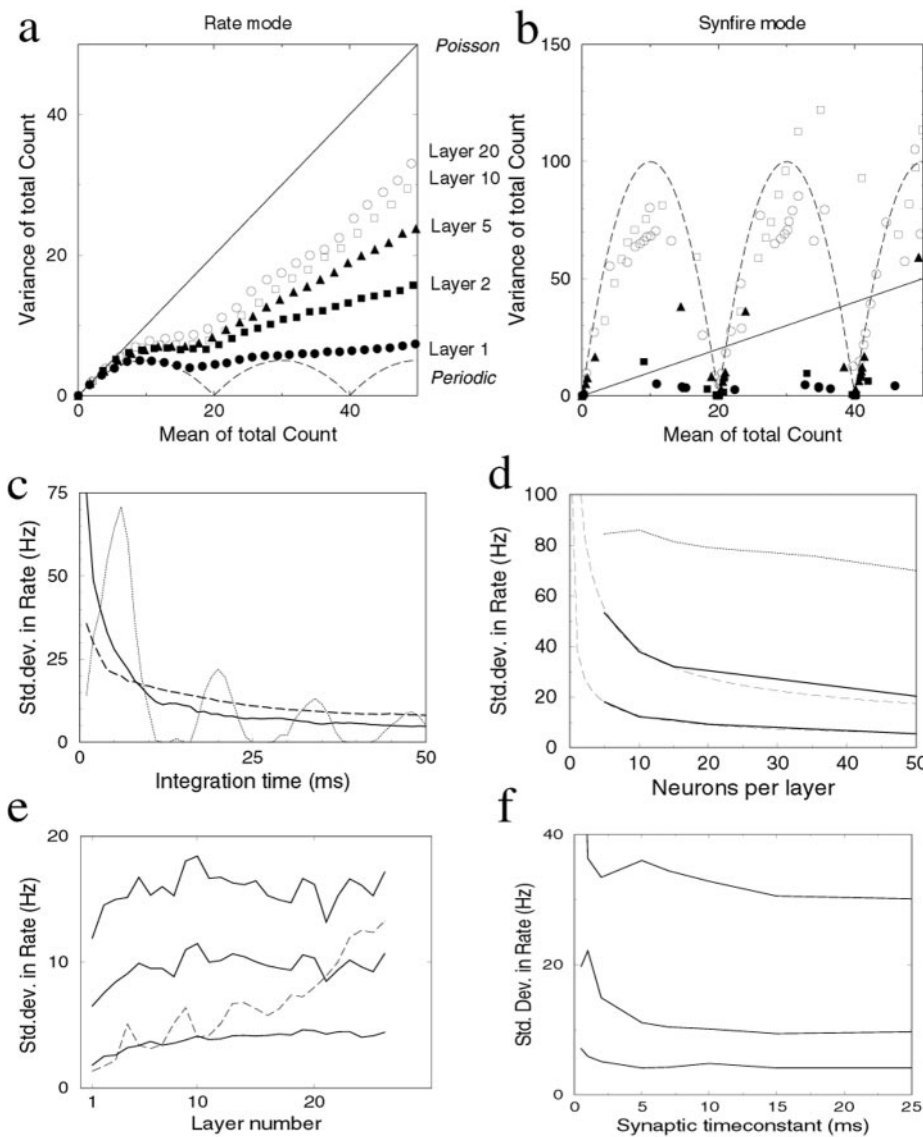 a
Rate mode
Variance of total Count
40
20
0
0
20
40
Mean of total Count
Poisson
Layer 20
Layer 10
Layer 5
Layer 2
Layer 1
Periodic
b
Synfire mode
Variance of total Count
150
100
50
0
0
20
40
Mean of total Count
c
Std.dev. in Rate (Hz)
75
50
25
0
0
25
50
Integration time (ms)
d
Std.dev. in Rate (Hz)
100
80
60
40
20
0
0
10
20
30
40
50
Neurons per layer
e
Std.dev. in Rate (Hz)
20
10
0
1
10
20
Layer number
f
Std. Dev. in Rate (Hz)
40
20
0
0
5
10
15
20
25
Synaptic timeconstant (ms)